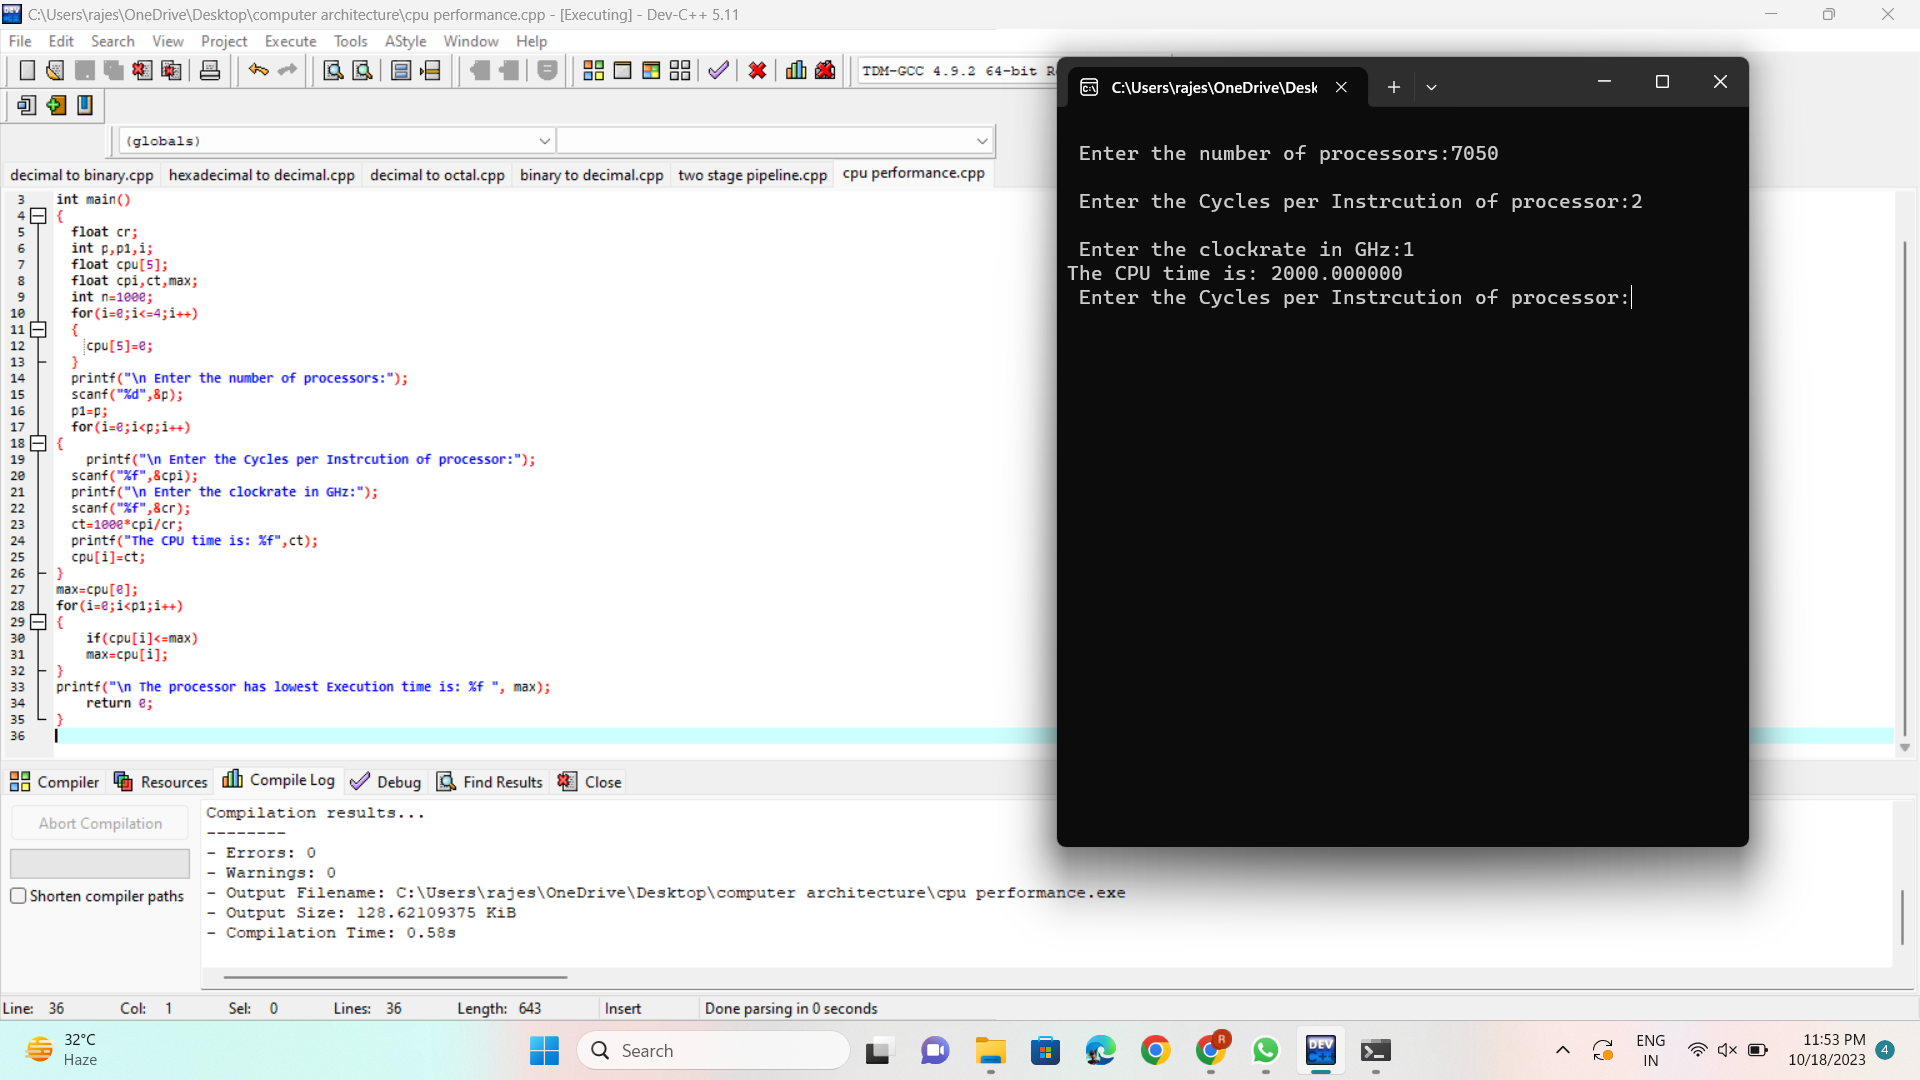 C:\Users\rajes\OneDrive\Desktop\computer architecture\cpu performance.cpp - [Executing] - Dev-C++ 5.11
File Edit Search View Project Execute Tools AStyle Window Help
TDM-GCC 4.9.2 64-bit
(globals)
decimal to binary.cpp hexadecimal to decimal.cpp decimal to octal.cpp binary to decimal.cpp two stage pipeline.cpp cpu performance.cpp
3 int main()
4 {
5 float cr;
6 int p,p1,i;
7 float cpu[5];
8 float cpi,ct,max;
9 int n=1000;
10 for(i=0;i<=4;i++)
11 {
12 cpu[5]=0;
13 }
14 printf("\n Enter the number of processors:");
15 scanf("%d",&p);
16 p1=p;
17 for(i=0;i<p;i++)
18 {
19 printf("\n Enter the Cycles per Instrcution of processor:");
20 scanf("%f",&cpi);
21 printf("\n Enter the clockrate in GHz:");
22 scanf("%f",&cr);
23 ct=1000*cpi/cr;
24 printf("The CPU time is: %f",ct);
25 cpu[i]=ct;
26 }
27 max=cpu[0];
28 for(i=0;i<p1;i++)
29 {
30 if(cpu[i]<=max)
31 max=cpu[i];
32 }
33 printf("\n The processor has lowest Execution time is: %f ", max);
34 return 0;
35 }
36
C:\Users\rajes\OneDrive\Desk
Enter the number of processors:7050
Enter the Cycles per Instrcution of processor:2
Enter the clockrate in GHz:1
The CPU time is: 2000.000000
Enter the Cycles per Instrcution of processor:
Compiler Resources Compile Log Debug Find Results Close
Abort Compilation
Shorten compiler paths
Compilation results...
--------
- Errors: 0
- Warnings: 0
- Output Filename: C:\Users\rajes\OneDrive\Desktop\computer architecture\cpu performance.exe
- Output Size: 128.62109375 KiB
- Compilation Time: 0.58s
Line: 36 Col: 1 Sel: 0 Lines: 36 Length: 643 Insert Done parsing in 0 seconds
32°C
Haze
Search
R
DEV
ENG
IN
11:53 PM
10/18/2023
4